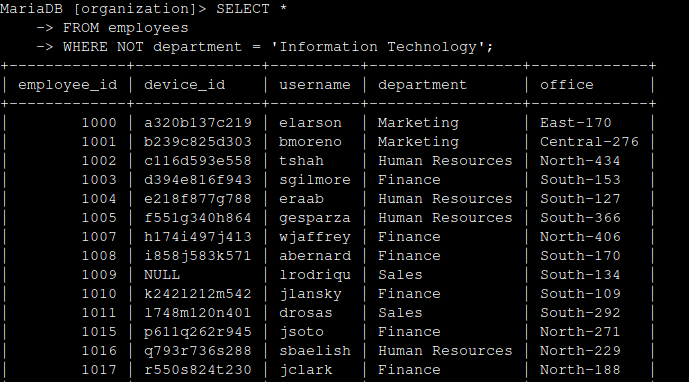 MariaDB [organization]> SELECT *
    -> FROM employees
    -> WHERE NOT department = 'Information Technology';
+-------------+--------------+----------+-----------------+-------------+
| employee_id | device_id    | username | department      | office      |
+-------------+--------------+----------+-----------------+-------------+
|        1000 | a320b137c219 | elarson  | Marketing       | East-170    |
|        1001 | b239c825d303 | bmoreno  | Marketing       | Central-276 |
|        1002 | c116d593e558 | tshah    | Human Resources | North-434   |
|        1003 | d394e816f943 | sgilmore | Finance         | South-153   |
|        1004 | e218f877g788 | eraab    | Human Resources | South-127   |
|        1005 | f551g340h864 | gesparza | Human Resources | South-366   |
|        1007 | h174i497j413 | wjaffrey | Finance         | North-406   |
|        1008 | i858j583k571 | abernard | Finance         | South-170   |
|        1009 | NULL         | lrodriqu | Sales           | South-134   |
|        1010 | k242l212m542 | jlansky  | Finance         | South-109   |
|        1011 | l748m120n401 | drosas   | Sales           | South-292   |
|        1015 | p611q262r945 | jsoto    | Finance         | North-271   |
|        1016 | q793r736s288 | sbaelish | Human Resources | North-229   |
|        1017 | r550s824t230 | jclark   | Finance         | North-188   |